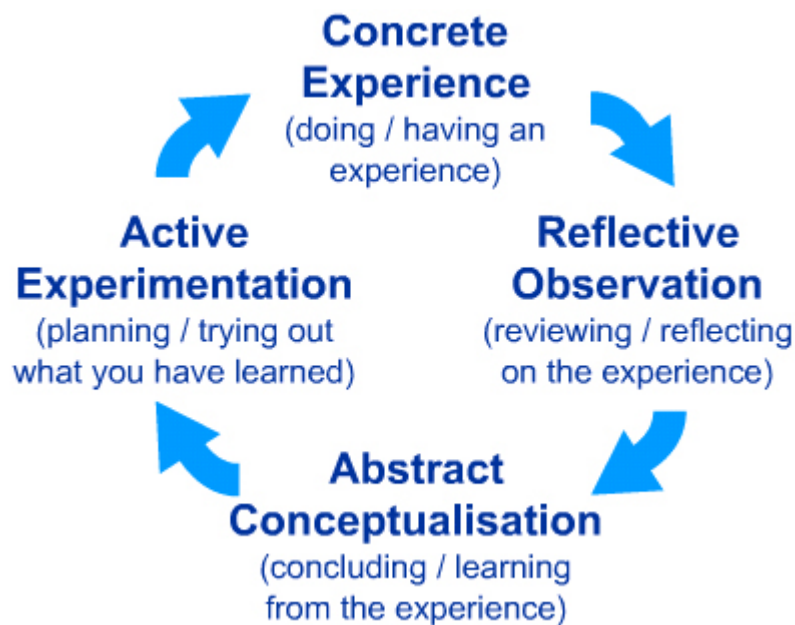 Concrete
Experience
(doing / having an
experience)
Reflective
Observation
(reviewing / reflecting
on the experience)
Abstract
Conceptualisation
(concluding / learning
from the experience)
Active
Experimentation
(planning / trying out
what you have learned)